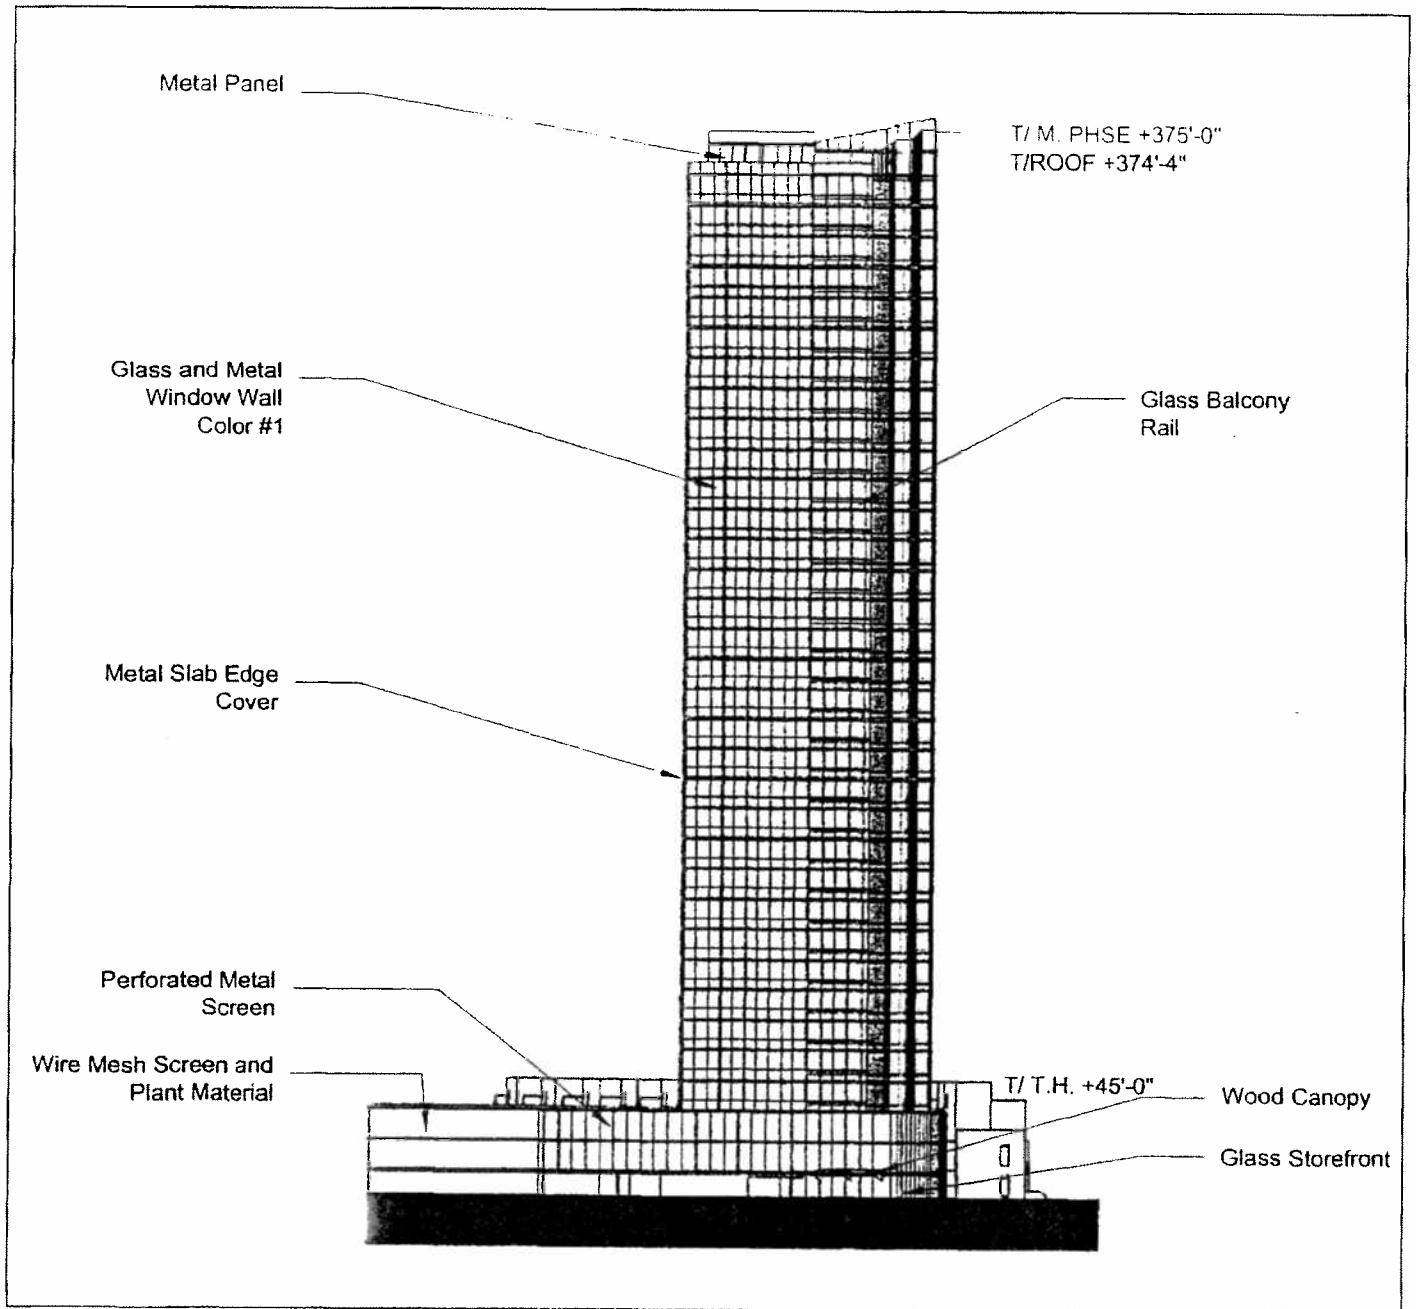 Metal Panel
T/ M. PHSE +375'-0"
T/ROOF +374'-4"
Glass and Metal
Window Wall
Color #1
Glass Balcony
Rail
Metal Slab Edge
Cover
Perforated Metal
Screen
Wire Mesh Screen and
Plant Material
T/ T.H. +45'-0"
Wood Canopy
Glass Storefront